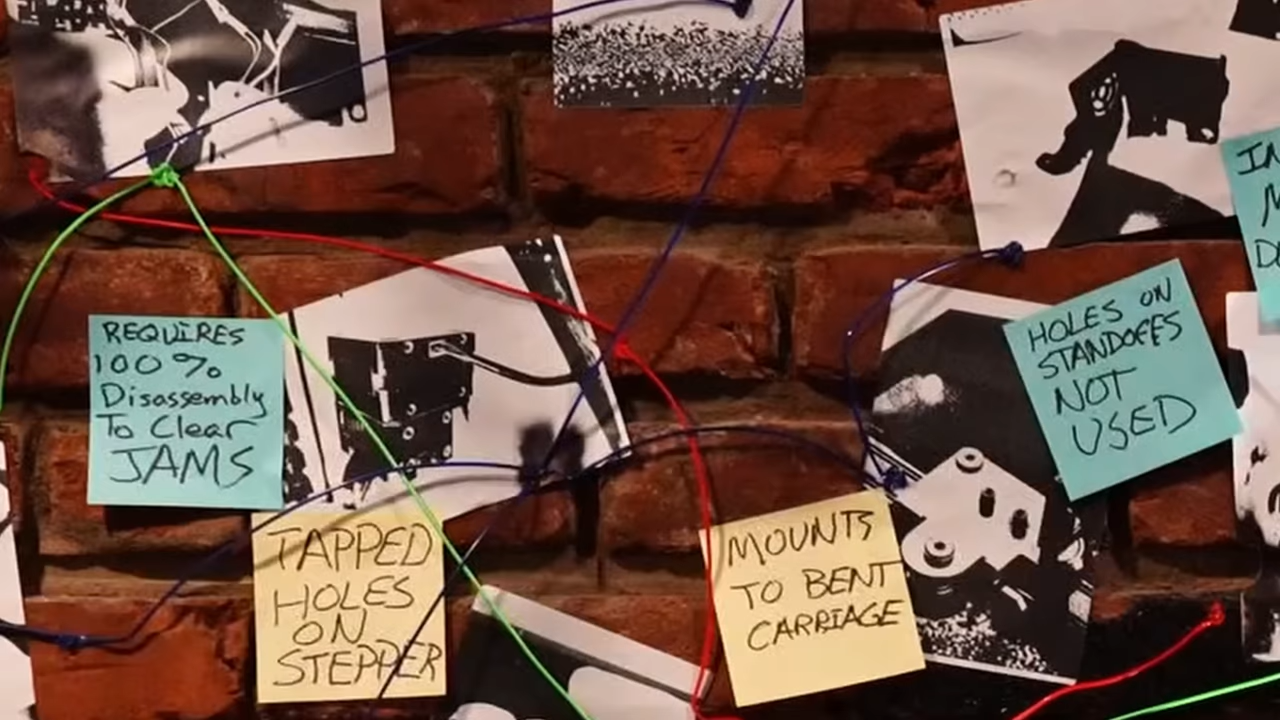 REQUIRES
100%
Disassembly
To Clear
JAMS
TAPPED
HOLES
ON
STEPPER
MOUNTS
TO BENT
CARRIAGE
HOLES ON
STANDOFFS
NOT
USED
IN